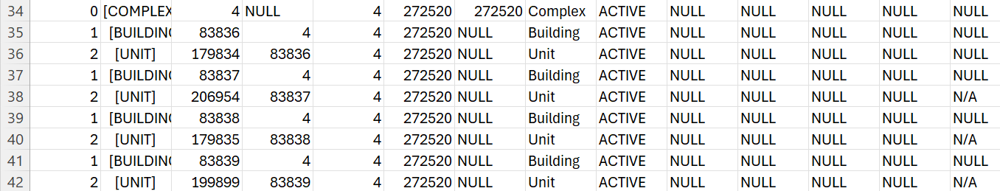 34 0 [COMPLEX 4 NULL 4 272520 272520 Complex ACTIVE NULL NULL NULL NULL NULL
35 1 [BUILDING 83836 4 4 272520 NULL Building ACTIVE NULL NULL NULL NULL NULL
36 2 [UNIT] 179834 83836 4 272520 NULL Unit ACTIVE NULL NULL NULL NULL NULL
37 1 [BUILDING 83837 4 4 272520 NULL Building ACTIVE NULL NULL NULL NULL NULL
38 2 [UNIT] 206954 83837 4 272520 NULL Unit ACTIVE NULL NULL NULL NULL N/A
39 1 [BUILDING 83838 4 4 272520 NULL Building ACTIVE NULL NULL NULL NULL NULL
40 2 [UNIT] 179835 83838 4 272520 NULL Unit ACTIVE NULL NULL NULL NULL N/A
41 1 [BUILDING 83839 4 4 272520 NULL Building ACTIVE NULL NULL NULL NULL NULL
42 2 [UNIT] 199899 83839 4 272520 NULL Unit ACTIVE NULL NULL NULL NULL N/A